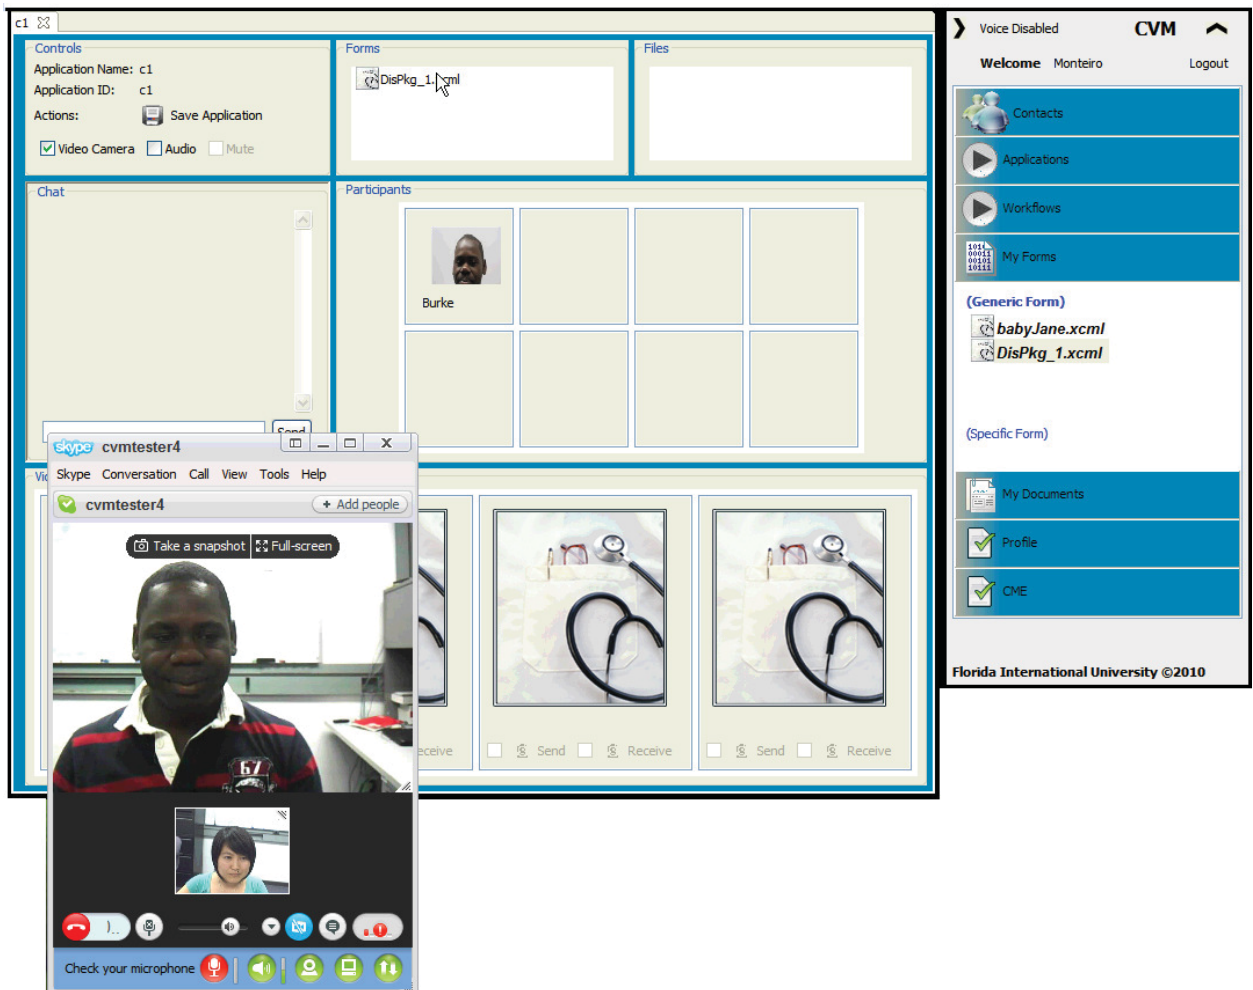 c1
Controls
Application Name: c1
Application ID: c1
Actions: Save Application
Video Camera Audio Mute
Forms
DisPkg_1.xcml
Files
Chat
Participants
Burke
Send
skype cvmtester4
Skype Conversation Call View Tools Help
cvmtester4
+ Add people
Take a snapshot Full-screen
67
Check your microphone
Send Receive
Send Receive
Voice Disabled CVM
Welcome Monteiro Logout
Contacts
Applications
Workflows
My Forms
(Generic Form)
babyJane.xcml
DisPkg_1.xcml
(Specific Form)
My Documents
Profile
CME
Florida International University ©2010